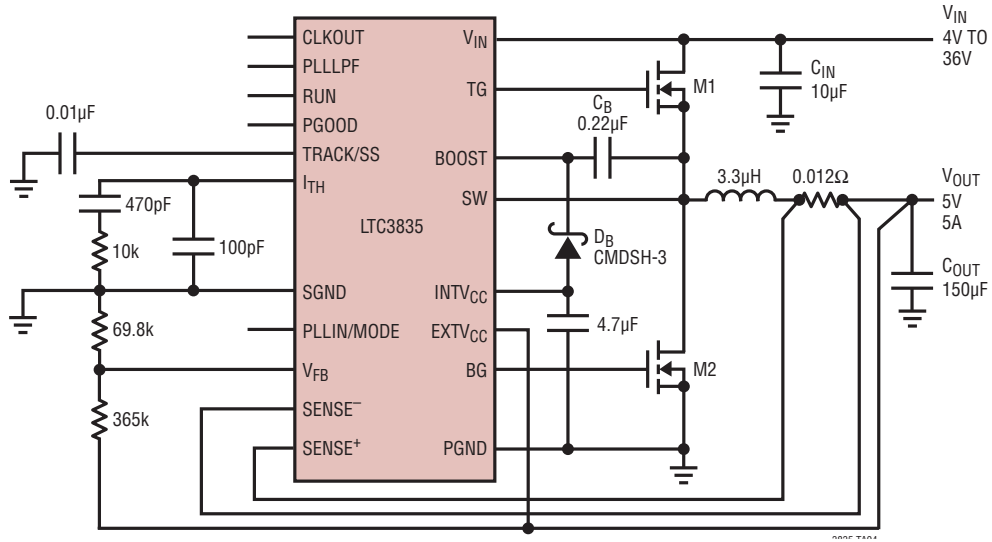 CLKOUT
PLLLPF
RUN
PGOOD
TRACK/SS
ITH
SGND
PLLIN/MODE
VFB
SENSE–
SENSE+
LTC3835
VIN
TG
BOOST
SW
INTVCC
EXTVCC
BG
PGND
0.01µF
470pF
10k
100pF
69.8k
365k
M1
CB
0.22µF
DB
CMDSH-3
4.7µF
M2
3.3µH
0.012Ω
CIN
10µF
VIN
4V TO
36V
VOUT
5V
5A
COUT
150µF